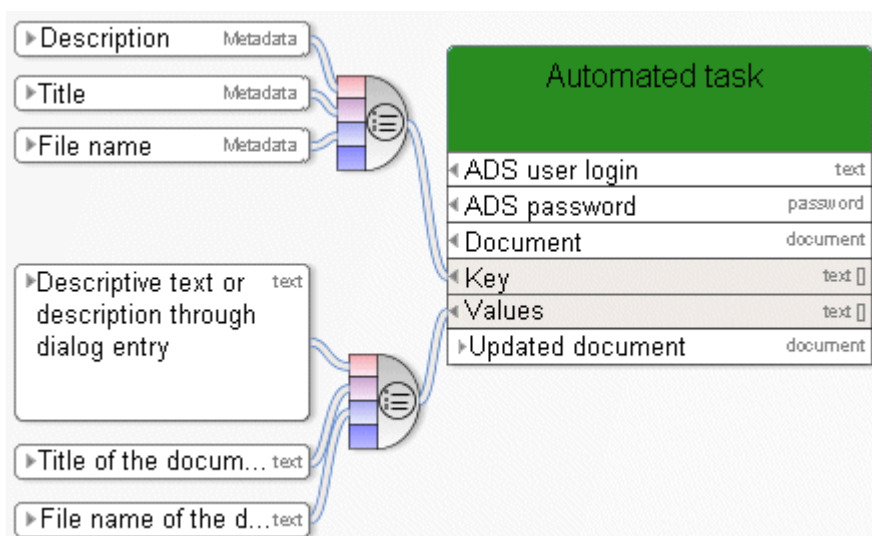 Description Metadata
Title Metadata
File name Metadata
Automated task
ADS user login text
ADS password password
Document document
Key text []
Values text []
Updated document document
Descriptive text or text
description through
dialog entry
Title of the docum... text
File name of the d... text